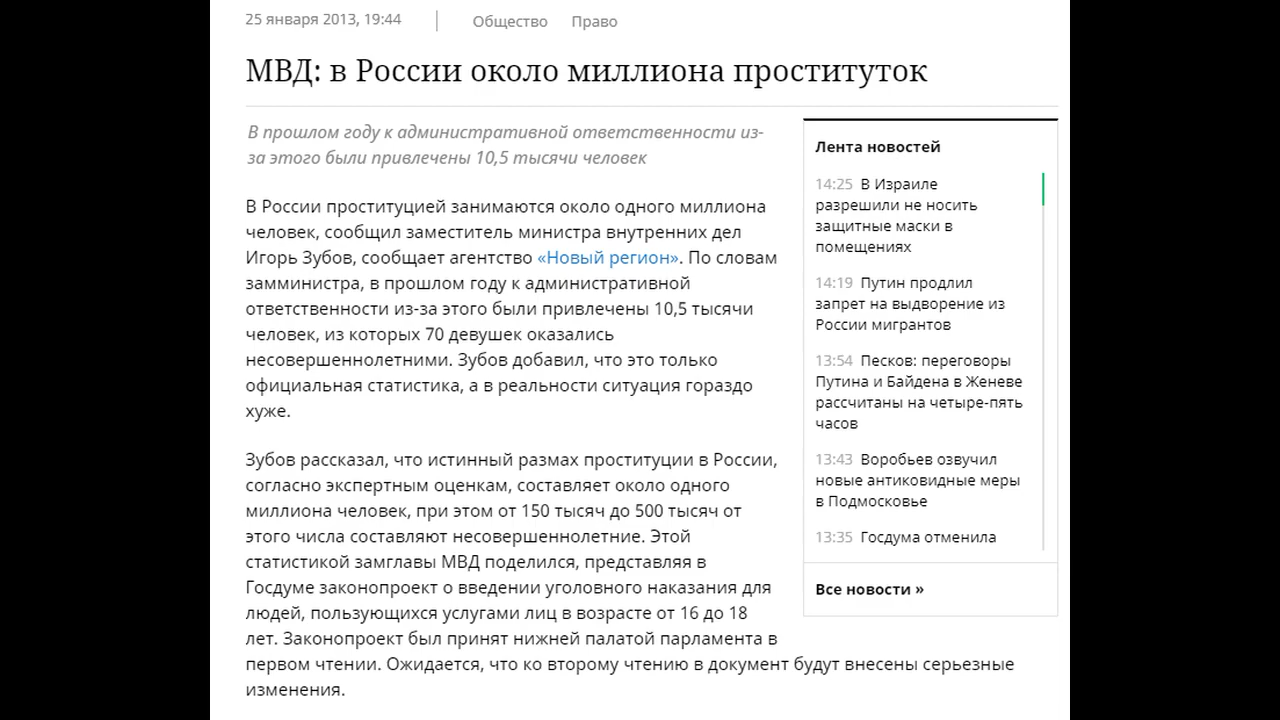 25 января 2013, 19:44
Общество Право
МВД: в России около миллиона проституток
В прошлом году к административной ответственности из-
за этого были привлечены 10,5 тысячи человек
В России проституцией занимаются около одного миллиона
человек, сообщил заместитель министра внутренних дел
Игорь Зубов, сообщает агентство «Новый регион». По словам
замминистра, в прошлом году к административной
ответственности из-за этого были привлечены 10,5 тысячи
человек, из которых 70 девушек оказались
несовершеннолетними. Зубов добавил, что это только
официальная статистика, а в реальности ситуация гораздо
хуже.
Зубов рассказал, что истинный размах проституции в России,
согласно экспертным оценкам, составляет около одного
миллиона человек, при этом от 150 тысяч до 500 тысяч от
этого числа составляют несовершеннолетние. Этой
статистикой замглавы МВД поделился, представляя в
Госдуме законопроект о введении уголовного наказания для
людей, пользующихся услугами лиц в возрасте от 16 до 18
лет. Законопроект был принят нижней палатой парламента в
первом чтении. Ожидается, что ко второму чтению в документ будут внесены серьезные
изменения.
Лента новостей
14:25 В Израиле
разрешили не носить
защитные маски в
помещениях
14:19 Путин продлил
запрет на выдворение из
России мигрантов
13:54 Песков: переговоры
Путина и Байдена в Женеве
рассчитаны на четыре-пять
часов
13:43 Воробьев озвучил
новые антиковидные меры
в Подмосковье
13:35 Госдума отменила
Все новости »